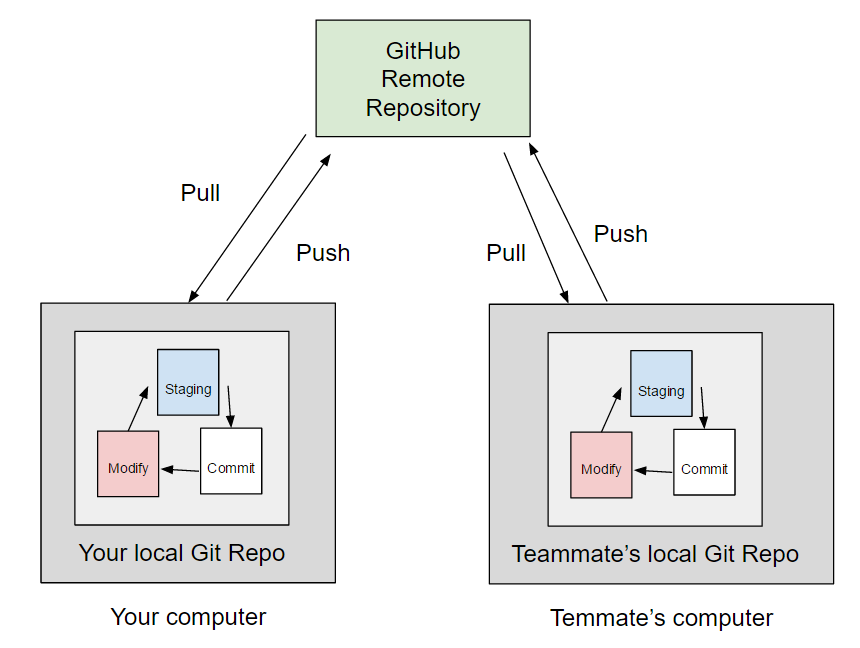 GitHub
Remote
Repository
Pull
Push
Pull
Push
Staging
Modify
Commit
Your local Git Repo
Your computer
Staging
Modify
Commit
Teammate’s local Git Repo
Temmate’s computer